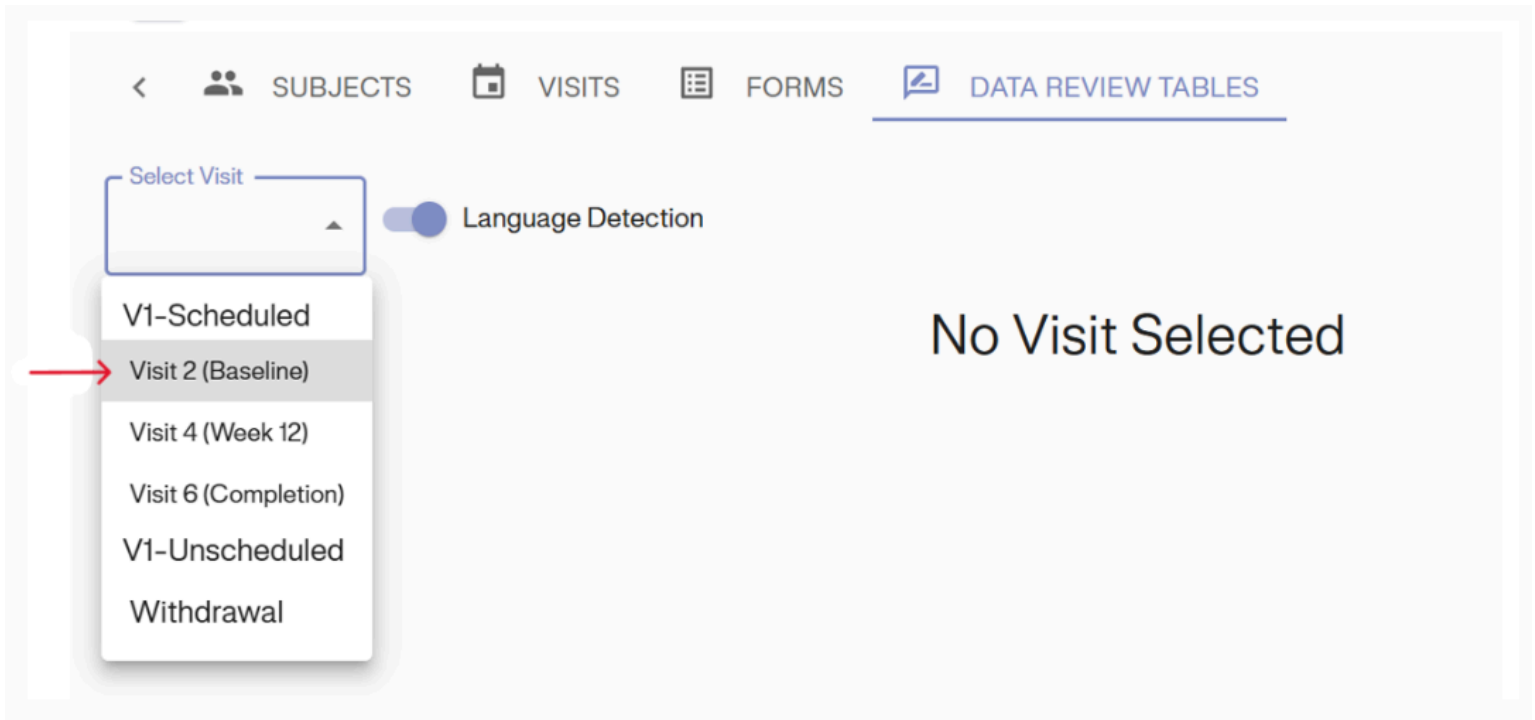 SUBJECTS VISITS FORMS DATA REVIEW TABLES
Select Visit
Language Detection
V1-Scheduled
Visit 2 (Baseline)
Visit 4 (Week 12)
Visit 6 (Completion)
V1-Unscheduled
Withdrawal
No Visit Selected